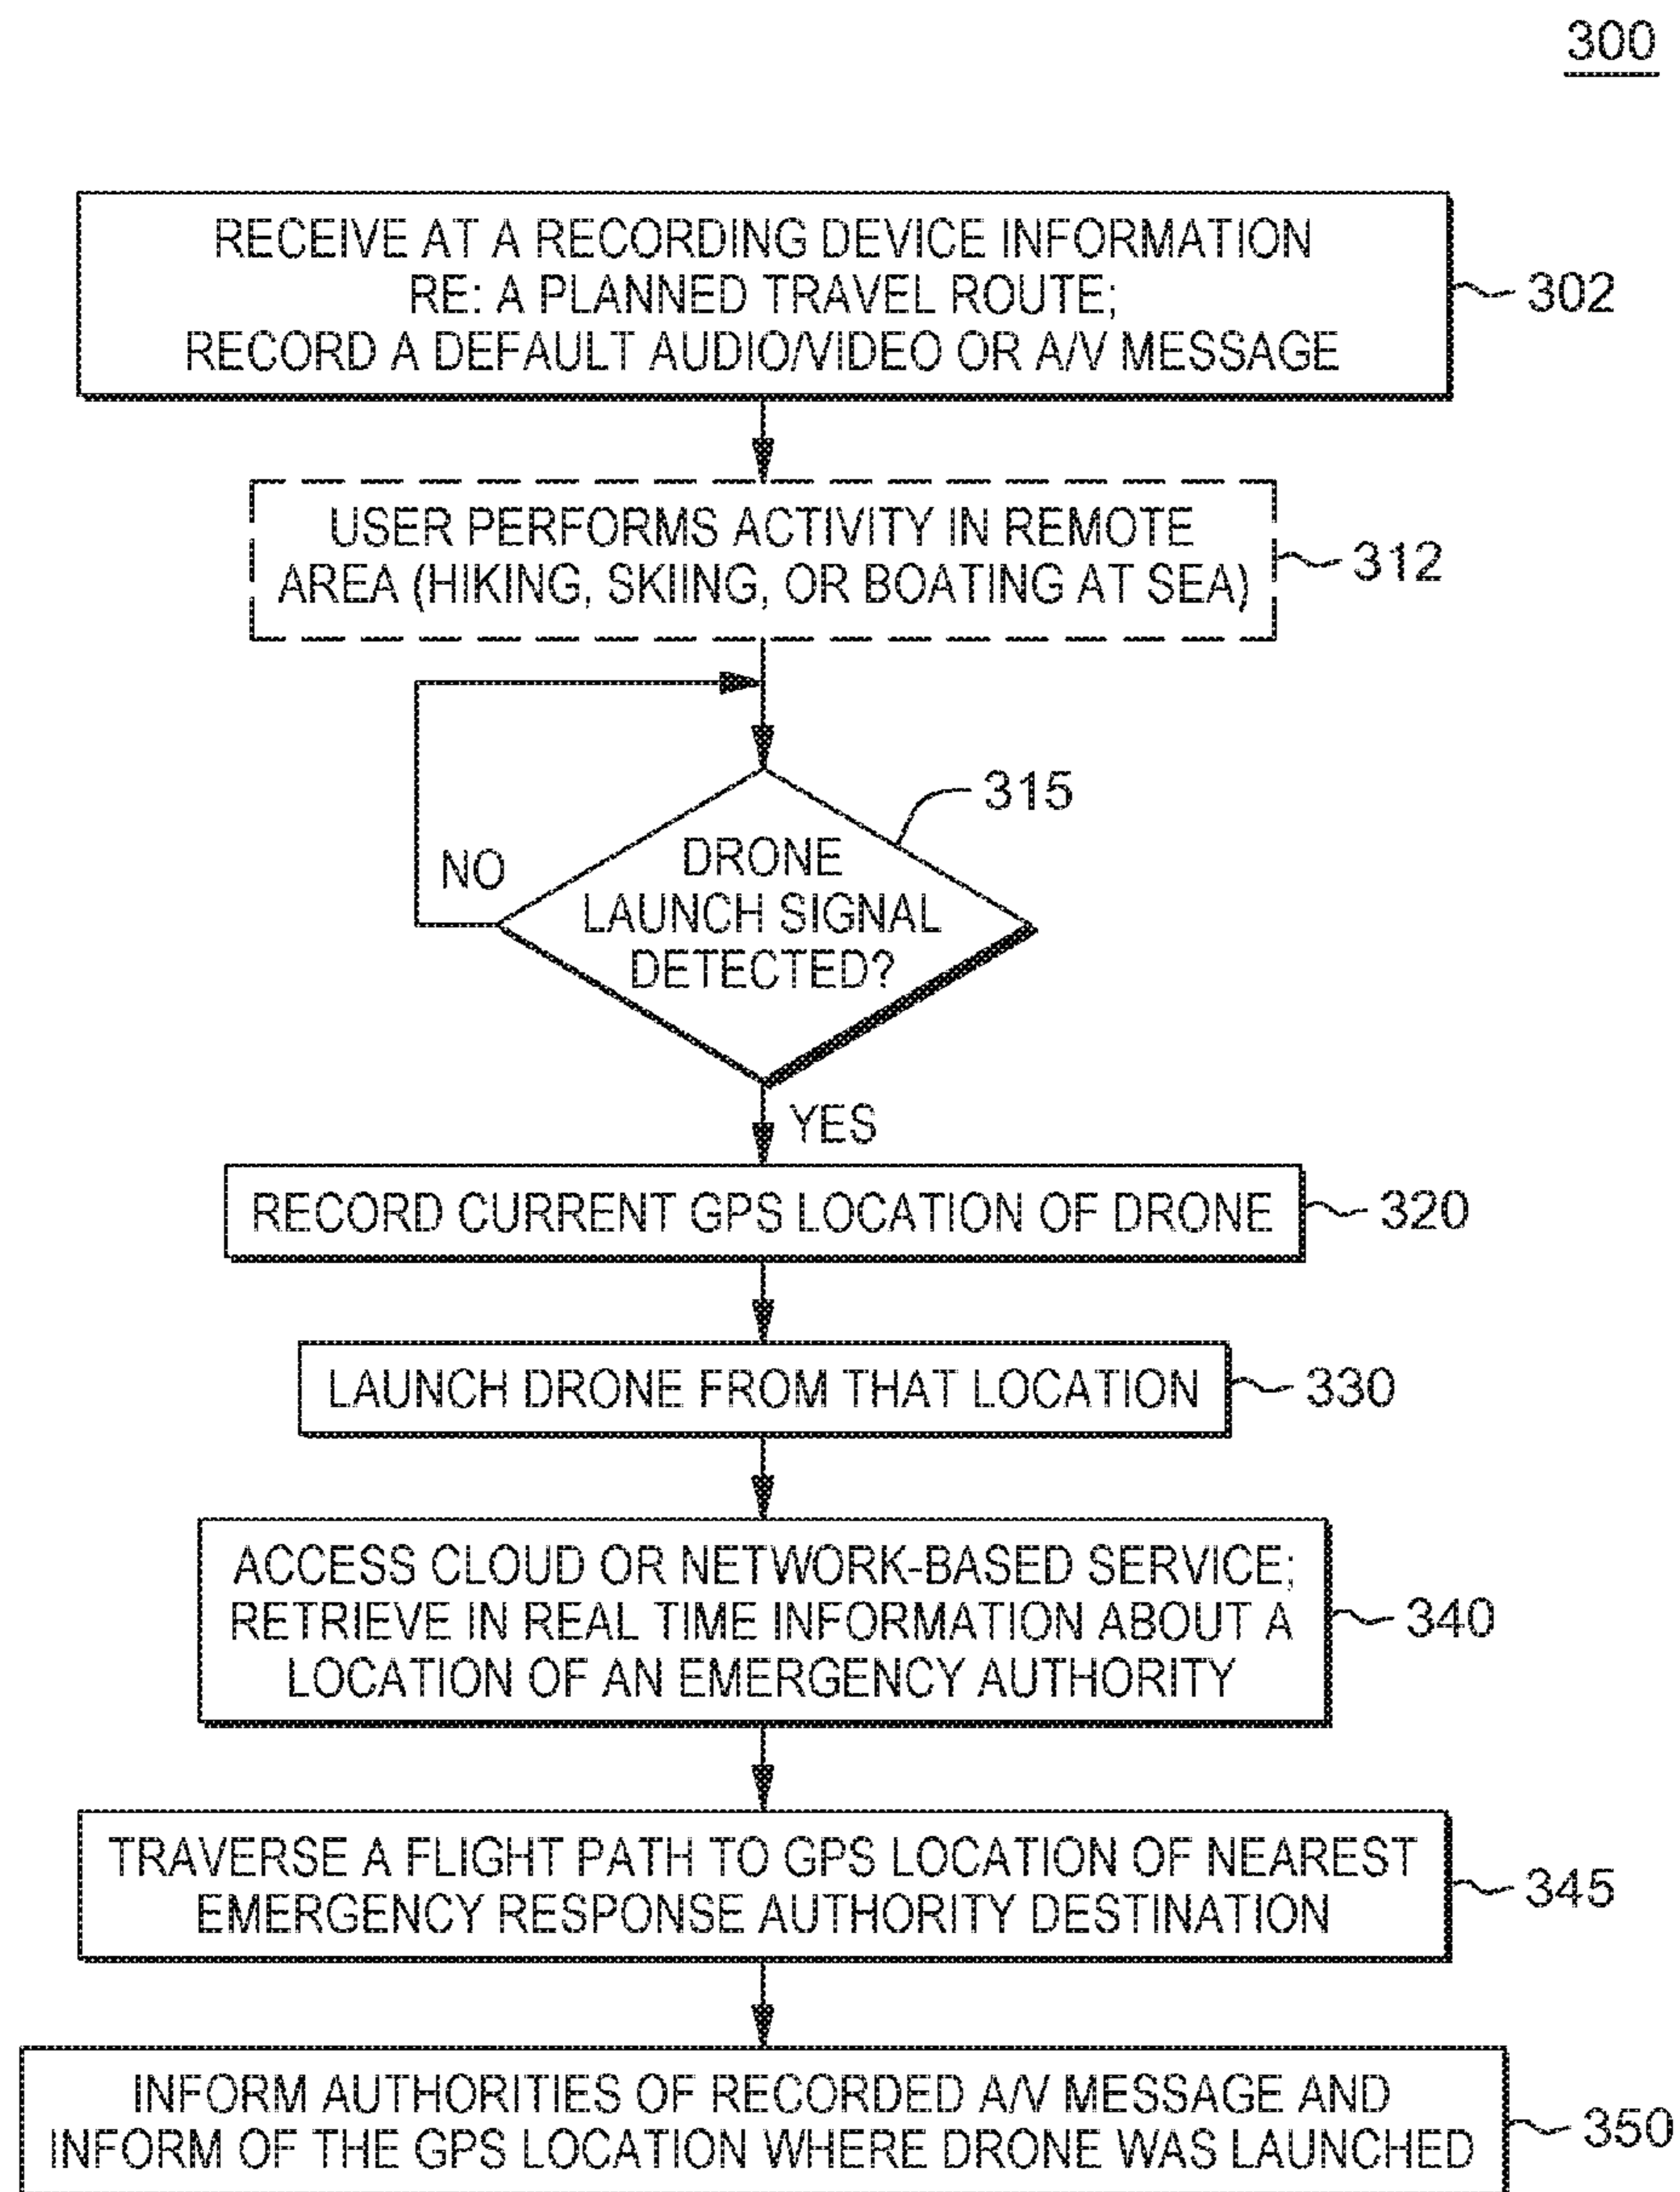 300
RECEIVE AT A RECORDING DEVICE INFORMATION
RE: A PLANNED TRAVEL ROUTE;
RECORD A DEFAULT AUDIO/VIDEO OR A/V MESSAGE
302
USER PERFORMS ACTIVITY IN REMOTE
AREA (HIKING, SKIING, OR BOATING AT SEA)
312
315
DRONE
LAUNCH SIGNAL
DETECTED?
NO
YES
RECORD CURRENT GPS LOCATION OF DRONE
320
LAUNCH DRONE FROM THAT LOCATION
330
ACCESS CLOUD OR NETWORK-BASED SERVICE;
RETRIEVE IN REAL TIME INFORMATION ABOUT A
LOCATION OF AN EMERGENCY AUTHORITY
340
TRAVERSE A FLIGHT PATH TO GPS LOCATION OF NEAREST
EMERGENCY RESPONSE AUTHORITY DESTINATION
345
INFORM AUTHORITIES OF RECORDED A/V MESSAGE AND
INFORM OF THE GPS LOCATION WHERE DRONE WAS LAUNCHED
350